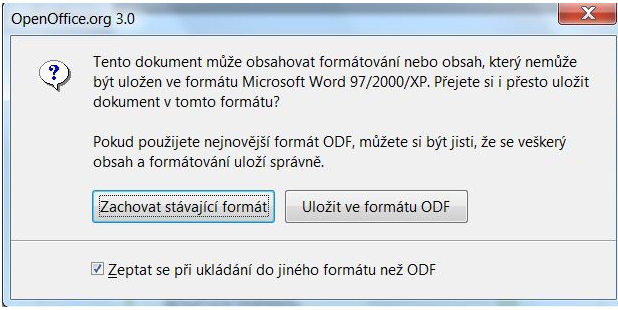 OpenOffice.org 3.0
Tento dokument může obsahovat formátování nebo obsah, který nemůže
být uložen ve formátu Microsoft Word 97/2000/XP. Přejete si i přesto uložit
dokument v tomto formátu?
Pokud použijete nejnovější formát ODF, můžete si být jisti, že se veškerý
obsah a formátování uloží správně.
Zachovat stávající formát
Uložit ve formátu ODF
Zeptat se při ukládání do jiného formátu než ODF